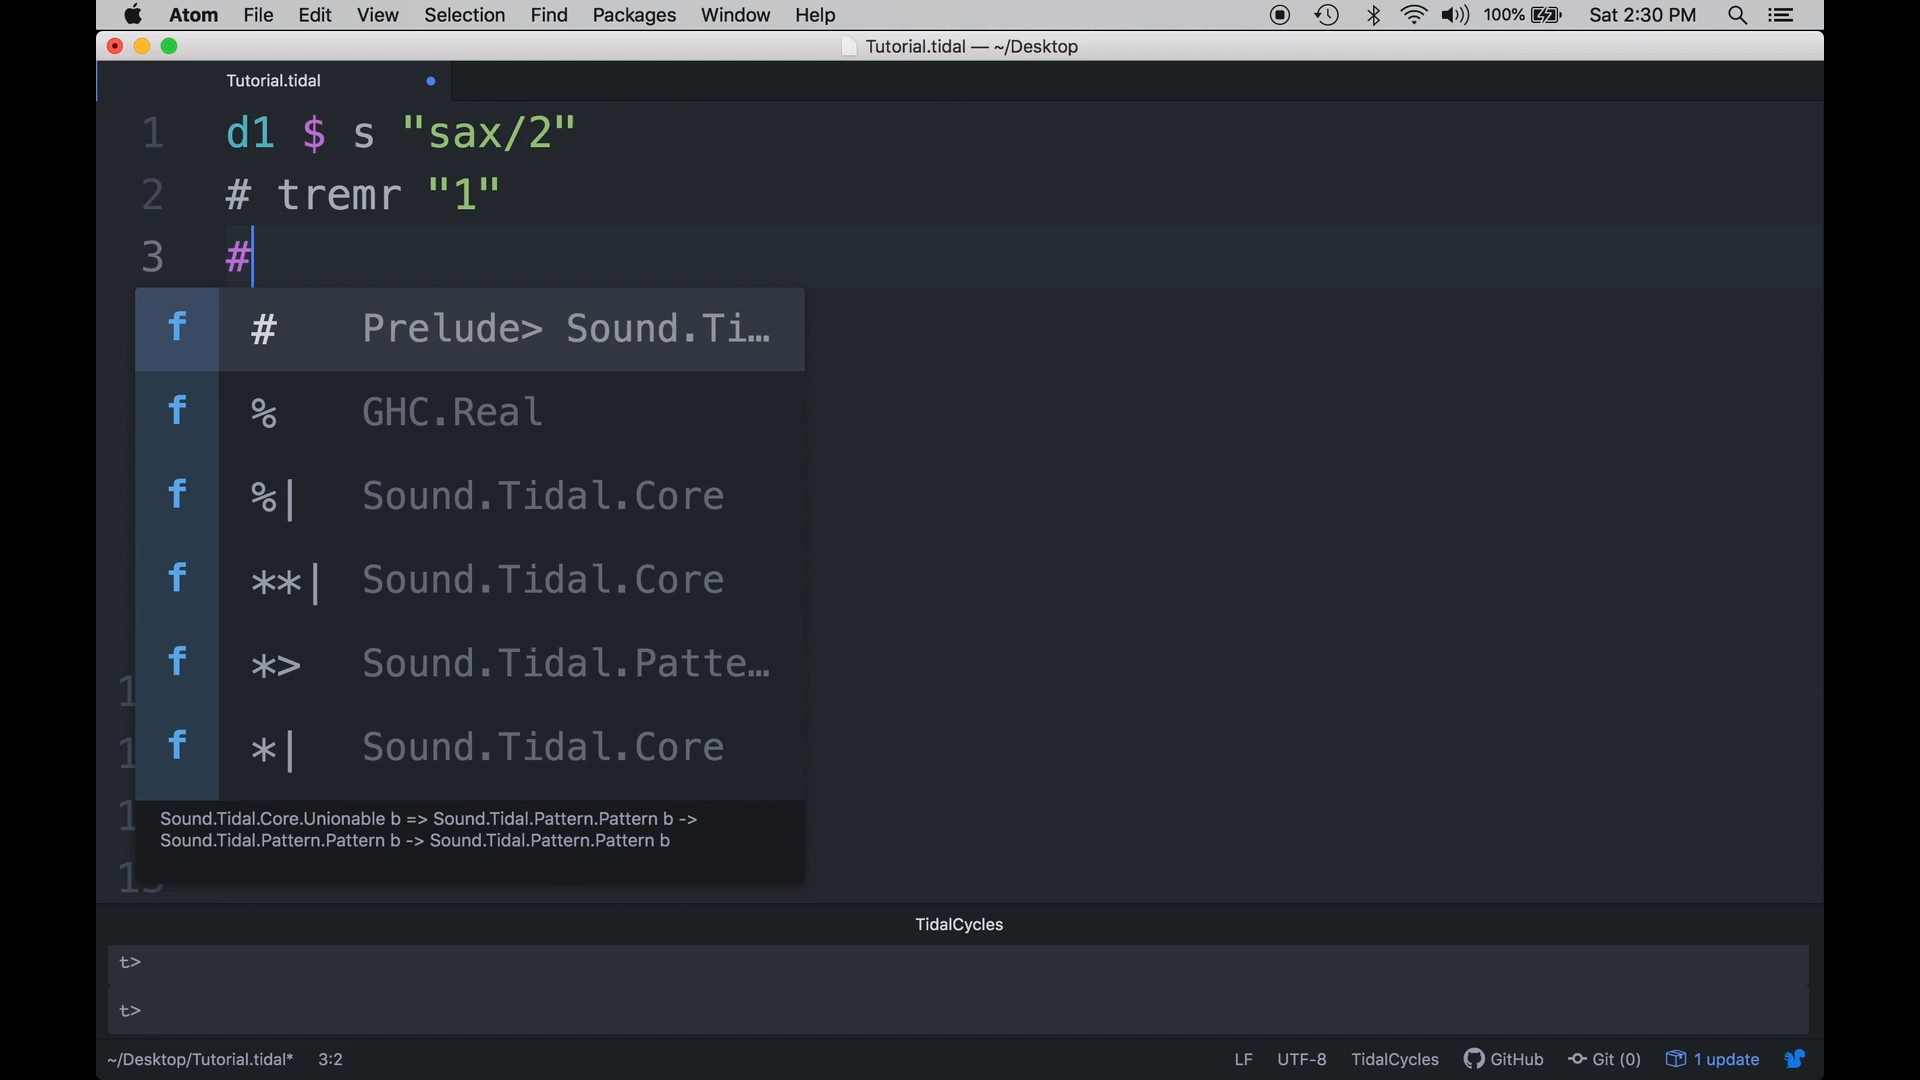 Atom File Edit View Selection Find Packages Window Help 100% Sat 2:30 PM
Tutorial.tidal — ~/Desktop
Tutorial.tidal
1 d1 $ s "sax/2"
2 # tremr "1"
3 #
f # Prelude> Sound.Ti…
f % GHC.Real
f %| Sound.Tidal.Core
f **| Sound.Tidal.Core
f *> Sound.Tidal.Patte…
f *| Sound.Tidal.Core
Sound.Tidal.Core.Unionable b => Sound.Tidal.Pattern.Pattern b ->
Sound.Tidal.Pattern.Pattern b -> Sound.Tidal.Pattern.Pattern b
TidalCycles
t>
t>
~/Desktop/Tutorial.tidal* 3:2 LF UTF-8 TidalCycles GitHub Git (0) 1 update